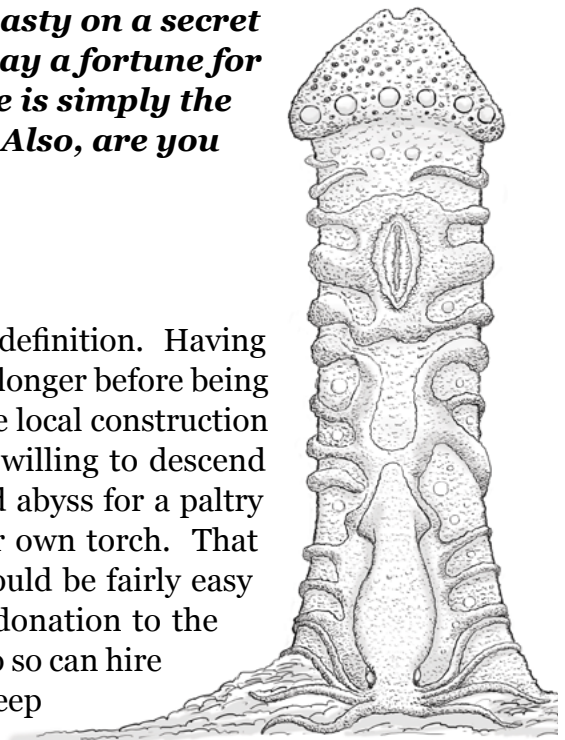 asty on a secret
ay a fortune for
e is simply the
Also, are you
definition. Having
longer before being
e local construction
willing to descend
d abyss for a paltry
r own torch. That
ould be fairly easy
donation to the
o so can hire
eep